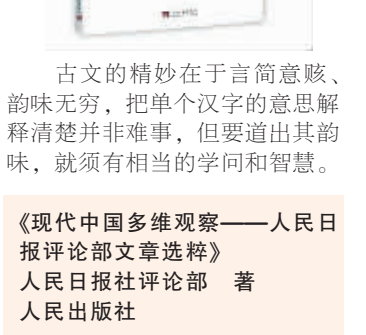 古文的精妙在于言简意赅、
韵味无穷，把单个汉字的意思解
释清楚并非难事，但要道出其韵
味，就须有相当的学问和智慧。
《现代中国多维观察——人民日
报评论部文章选粹》
人民日报社评论部　著
人民出版社